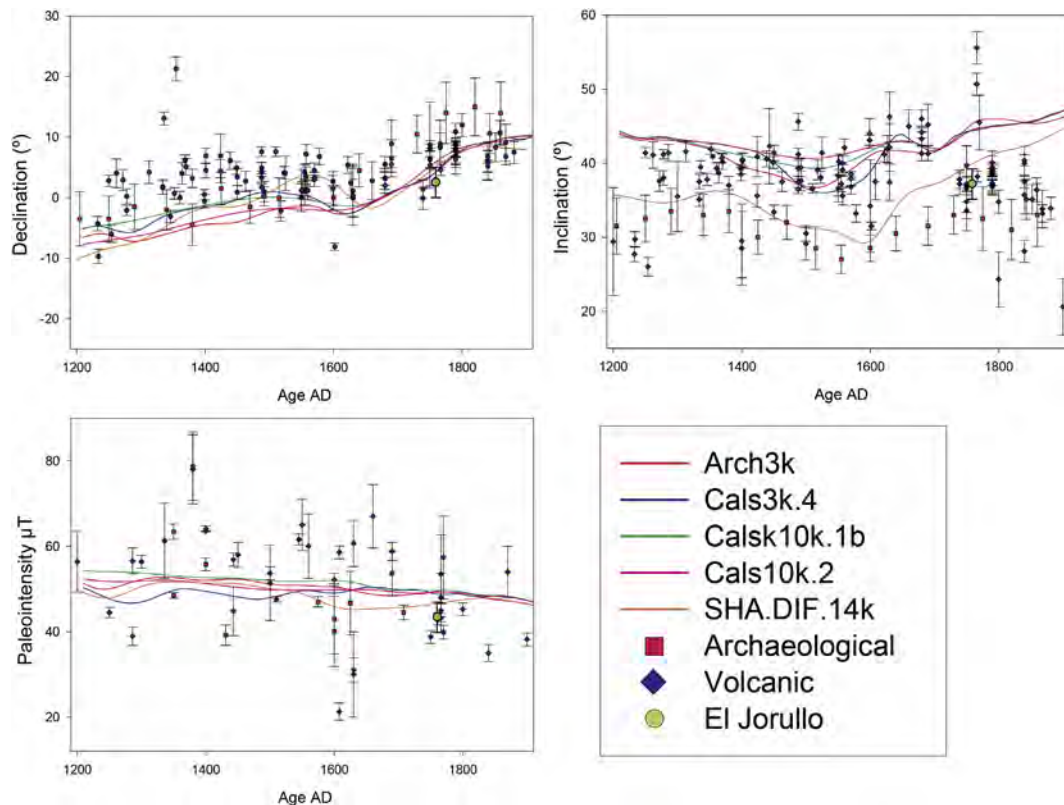 30
20
10
0
-10
-20
Declination (º)
1200 1400 1600 1800
Age AD
60
50
40
30
20
Inclination (º)
1200 1400 1600 1800
Age AD
80
60
40
20
Paleointensity µT
1200 1400 1600 1800
Age AD
Arch3k
Cals3k.4
Calsk10k.1b
Cals10k.2
SHA.DIF.14k
Archaeological
Volcanic
El Jorullo